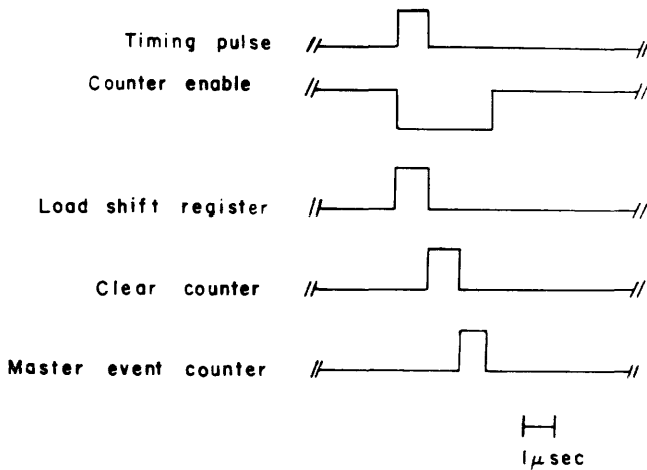 Timing pulse
Counter enable
Load shift register
Clear counter
Master event counter
1μsec